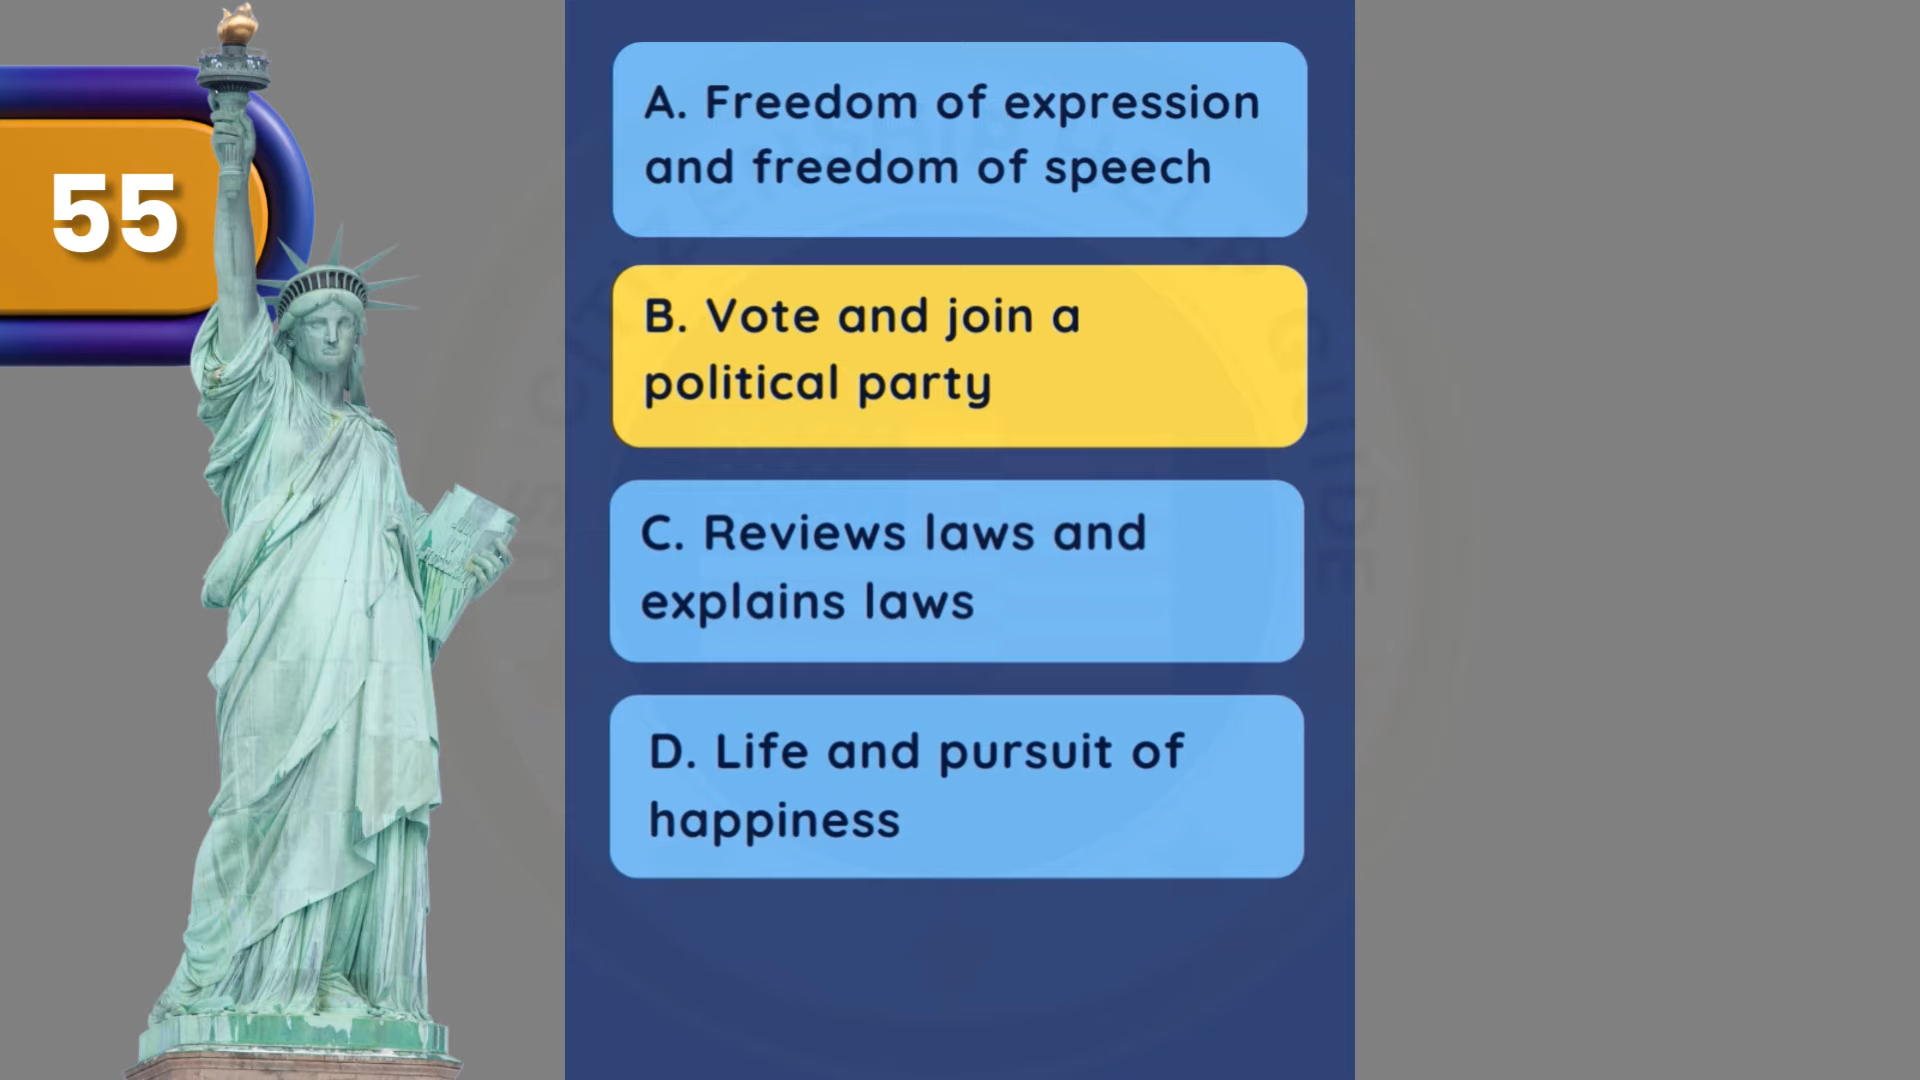 55
A. Freedom of expression
and freedom of speech
B. Vote and join a
political party
C. Reviews laws and
explains laws
D. Life and pursuit of
happiness